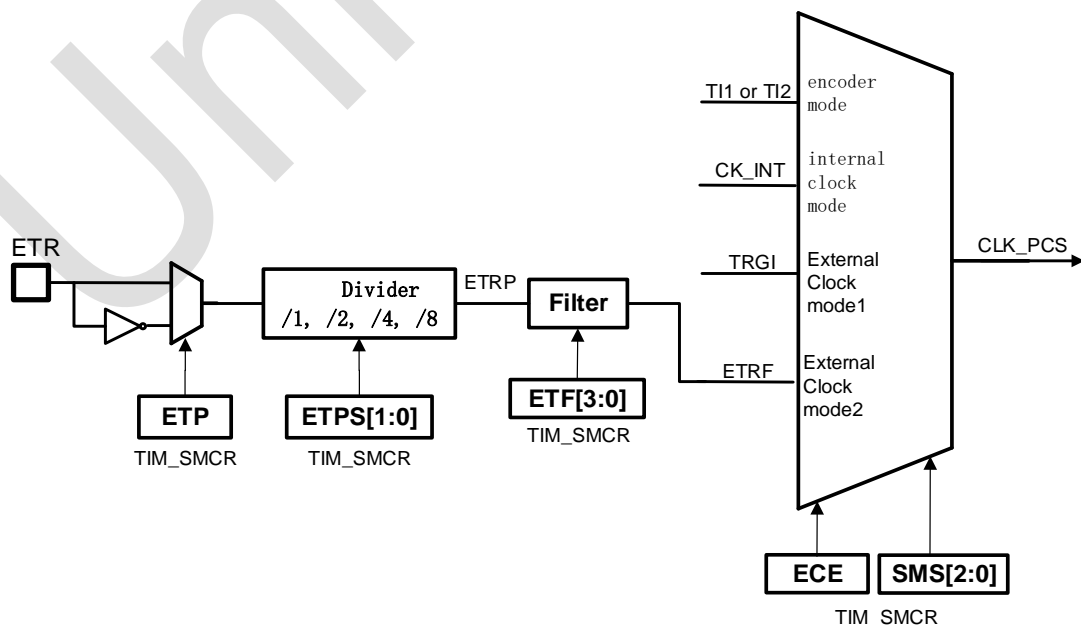 Uni
TI1 or TI2
encoder
mode
CK_INT
internal
clock
mode
ETR
TRGI
External
Clock
mode1
CLK_PCS
Divider
/1, /2, /4, /8
ETRP
Filter
ETRF
External
Clock
mode2
ETP
TIM_SMCR
ETPS[1:0]
TIM_SMCR
ETF[3:0]
TIM_SMCR
ECE
SMS[2:0]
TIM SMCR